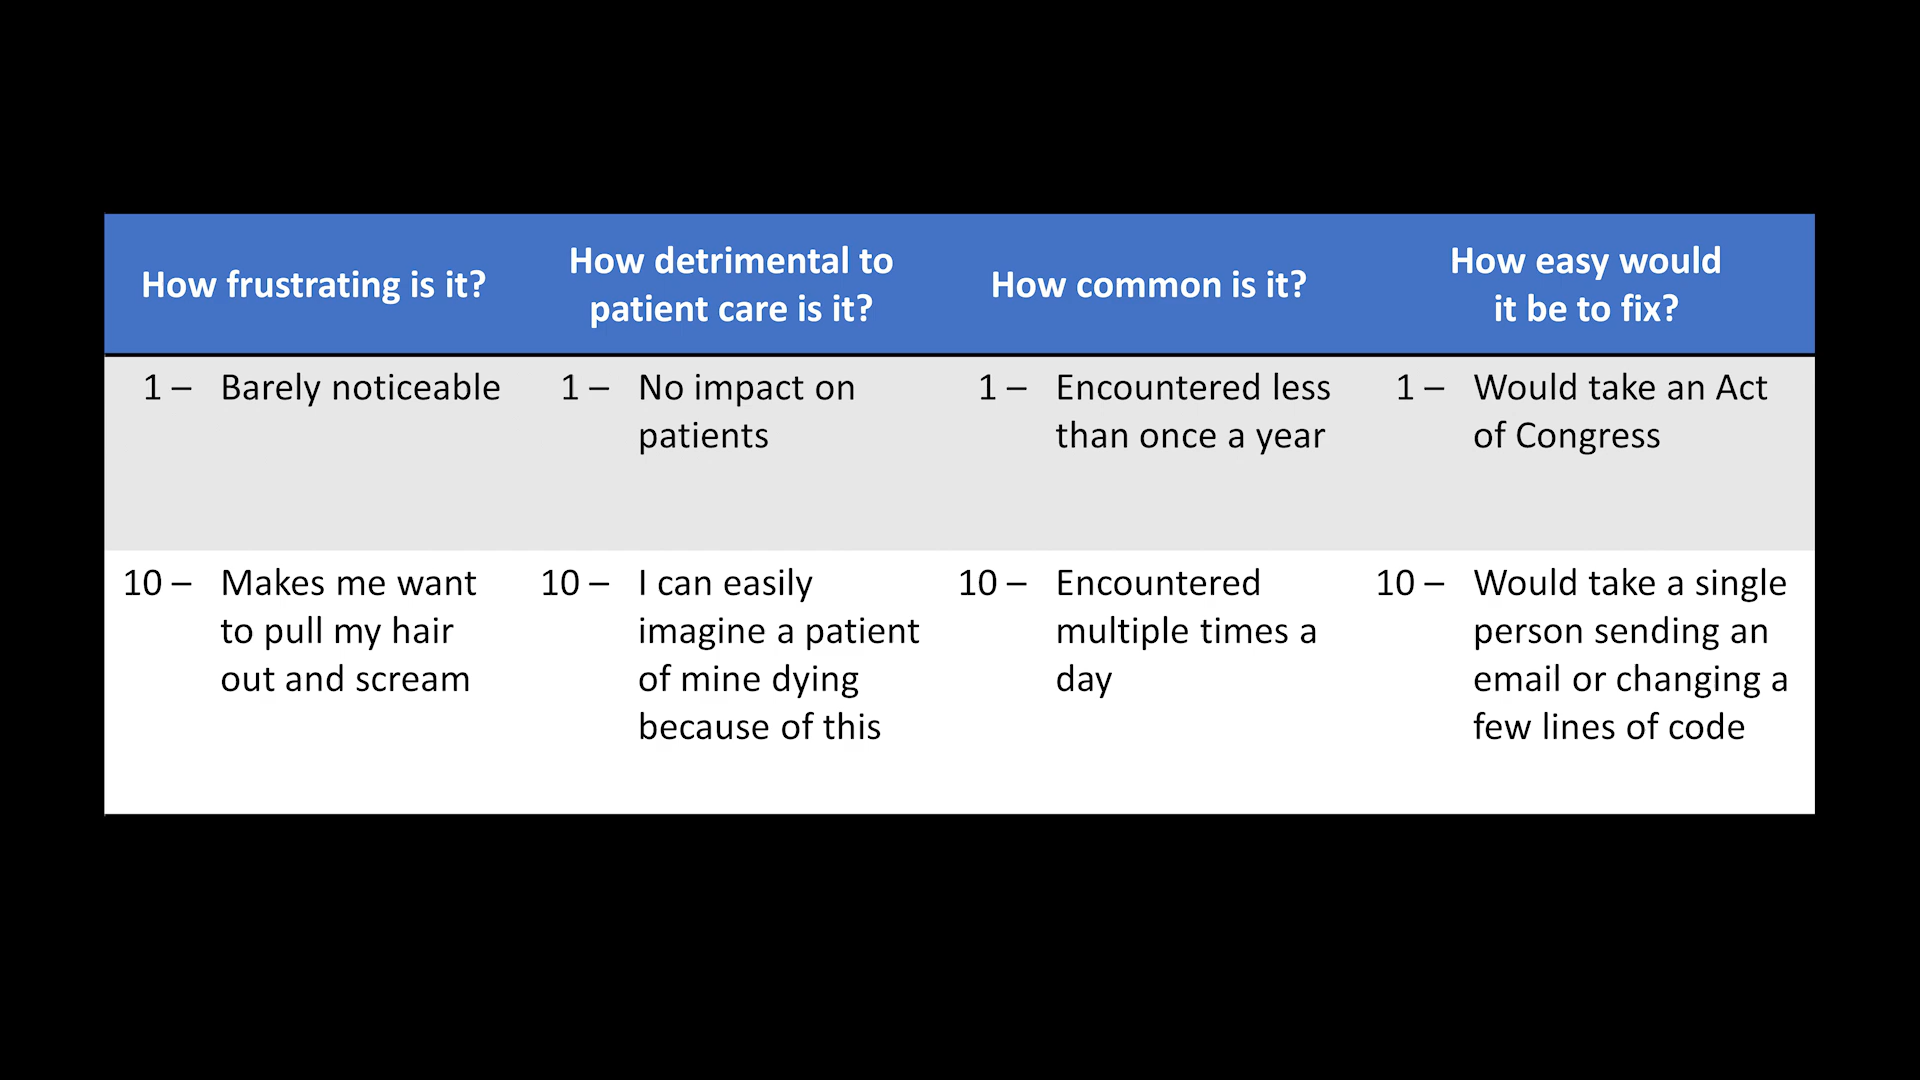 How frustrating is it?
How detrimental to
patient care is it?
How common is it?
How easy would
it be to fix?
1 – Barely noticeable
1 – No impact on
patients
1 – Encountered less
than once a year
1 – Would take an Act
of Congress
10 – Makes me want
to pull my hair
out and scream
10 – I can easily
imagine a patient
of mine dying
because of this
10 – Encountered
multiple times a
day
10 – Would take a single
person sending an
email or changing a
few lines of code